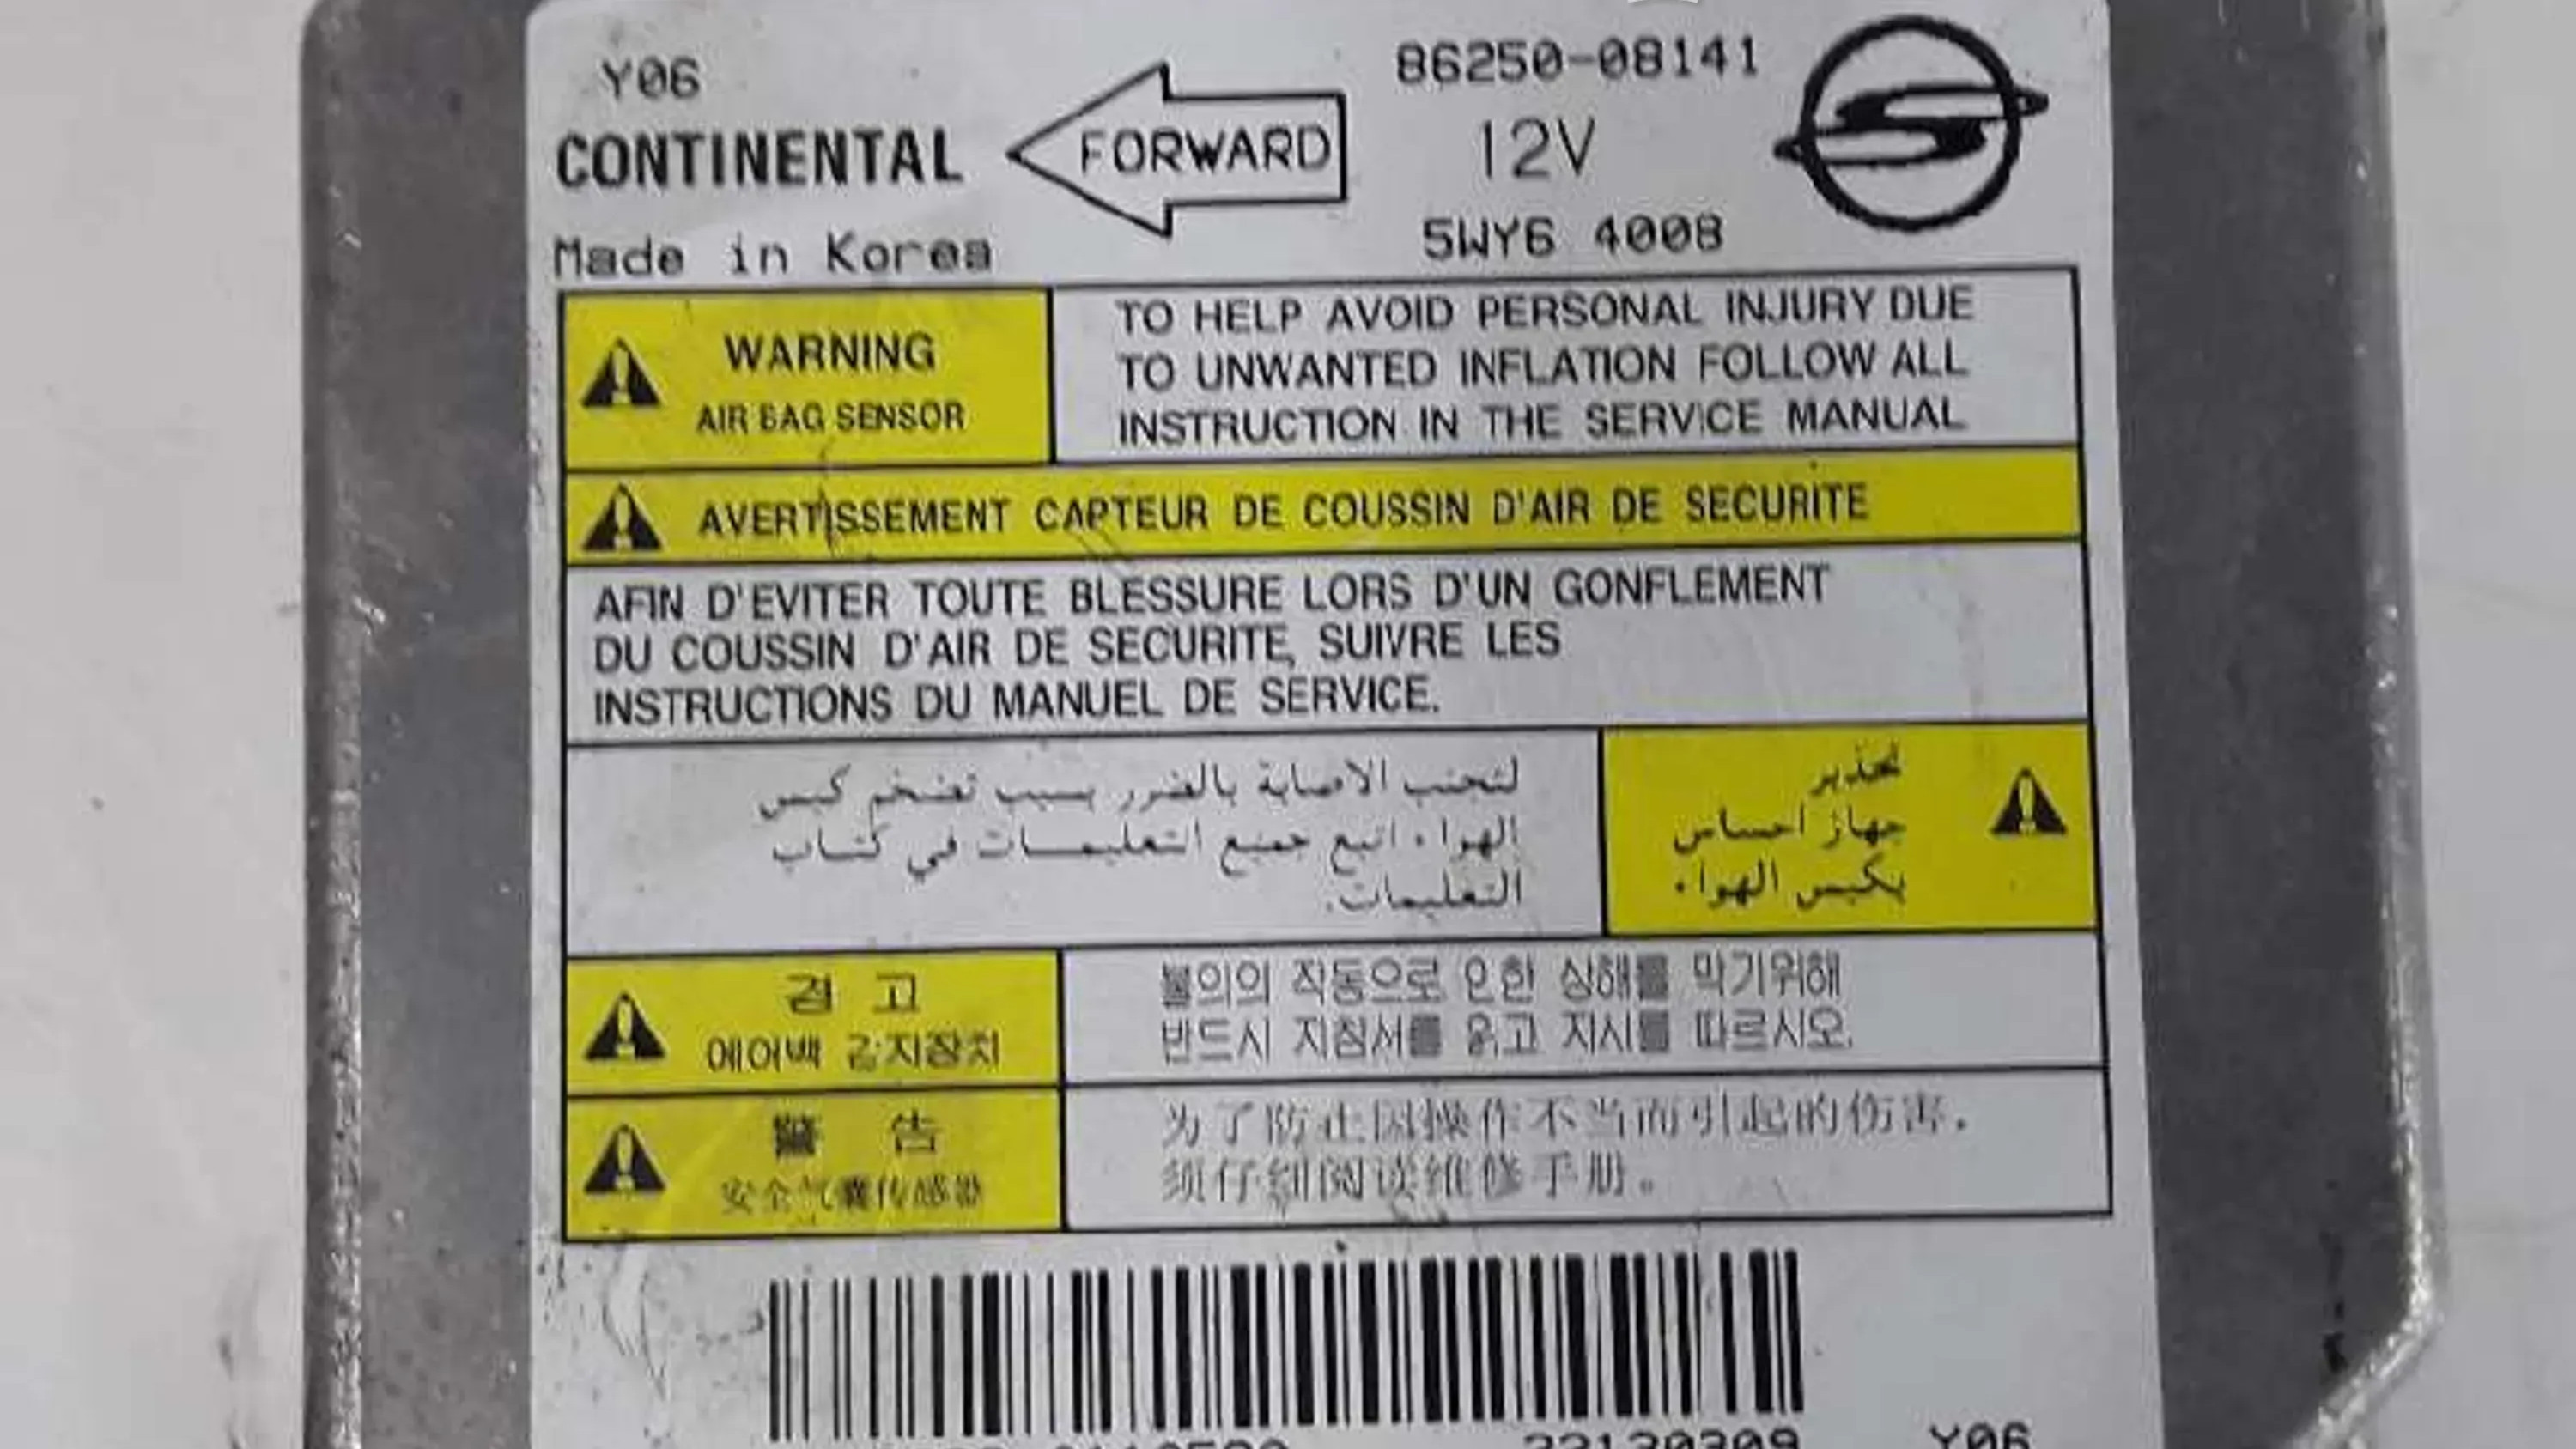 Y06
CONTINENTAL
Made in Korea
FORWARD
86250-08141
12V
5WY6 4008
WARNING
AIR BAG SENSOR
TO HELP AVOID PERSONAL INJURY DUE
TO UNWANTED INFLATION FOLLOW ALL
INSTRUCTION IN THE SERVICE MANUAL
AVERTISSEMENT CAPTEUR DE COUSSIN D'AIR DE SECURITE
AFIN D'EVITER TOUTE BLESSURE LORS D'UN GONFLEMENT
DU COUSSIN D'AIR DE SECURITE, SUIVRE LES
INSTRUCTIONS DU MANUEL DE SERVICE.
تحذير
جهاز احساس
بكيس الهواء.
لتجنب الاصابة بالضرر بسبب تضخم كيس
الهواء اتبع جميع التعليمات في كتاب
التعليمات.
경 고
에어백 감지장치
불의의 작동으로 인한 상해를 막기위해
반드시 지침서를 읽고 지시를 따르시오.
警 告
安全气囊传感器
为了防止因操作不当而引起的伤害.
须仔细阅读维修手册。
Y06